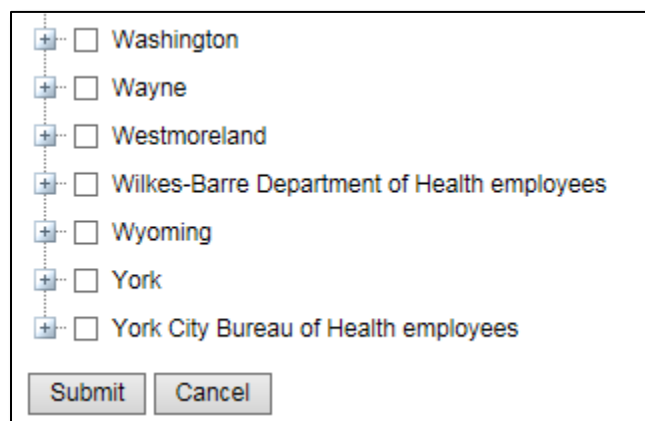 Washington
Wayne
Westmoreland
Wilkes-Barre Department of Health employees
Wyoming
York
York City Bureau of Health employees
Submit Cancel